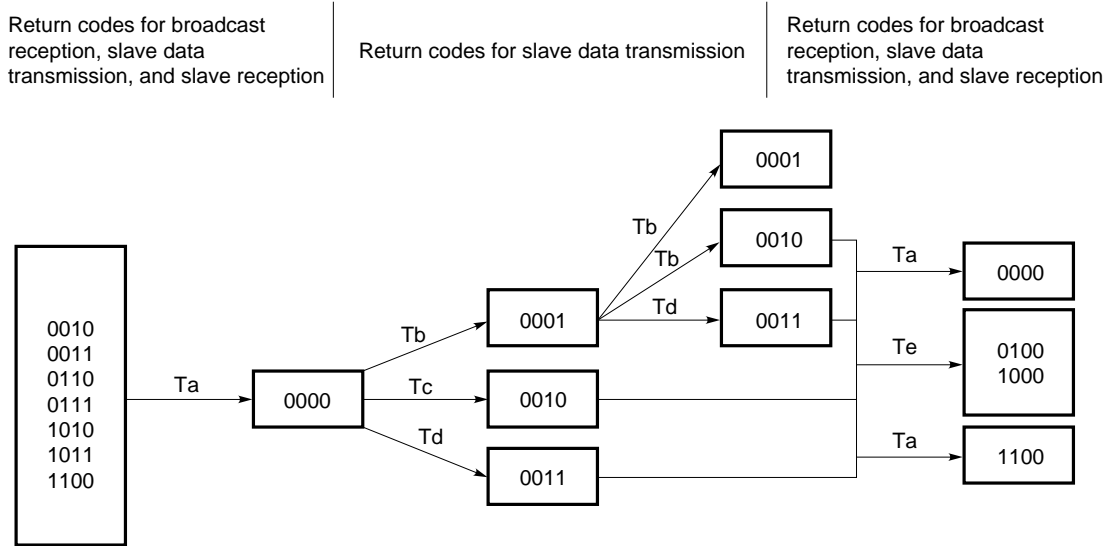 Return codes for broadcast
reception, slave data
transmission, and slave reception
Return codes for slave data transmission
Return codes for broadcast
reception, slave data
transmission, and slave reception
0010
0011
0110
0111
1010
1011
1100
Ta
0000
Tb
Tc
Td
0001
0010
0011
Tb
Tb
Td
0001
0010
0011
Ta
Te
Ta
0000
0100
1000
1100